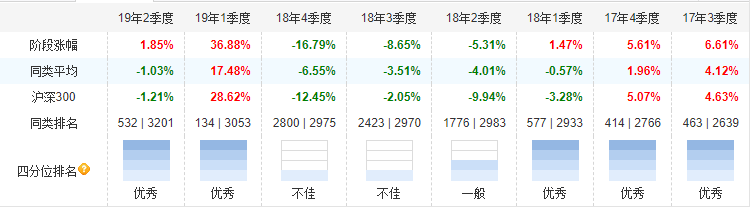 19年2季度 19年1季度 18年4季度 18年3季度 18年2季度 18年1季度 17年4季度 17年3季度
阶段涨幅 1.85% 36.88% -16.79% -8.65% -5.31% 1.47% 5.61% 6.61%
同类平均 -1.03% 17.48% -6.55% -3.51% -4.01% -0.57% 1.96% 4.12%
沪深300 -1.21% 28.62% -12.45% -2.05% -9.94% -3.28% 5.07% 4.63%
同类排名 532 | 3201 134 | 3053 2800 | 2975 2423 | 2970 1776 | 2983 577 | 2933 414 | 2766 463 | 2639
四分位排名 ?
优秀 优秀 不佳 不佳 一般 优秀 优秀 优秀